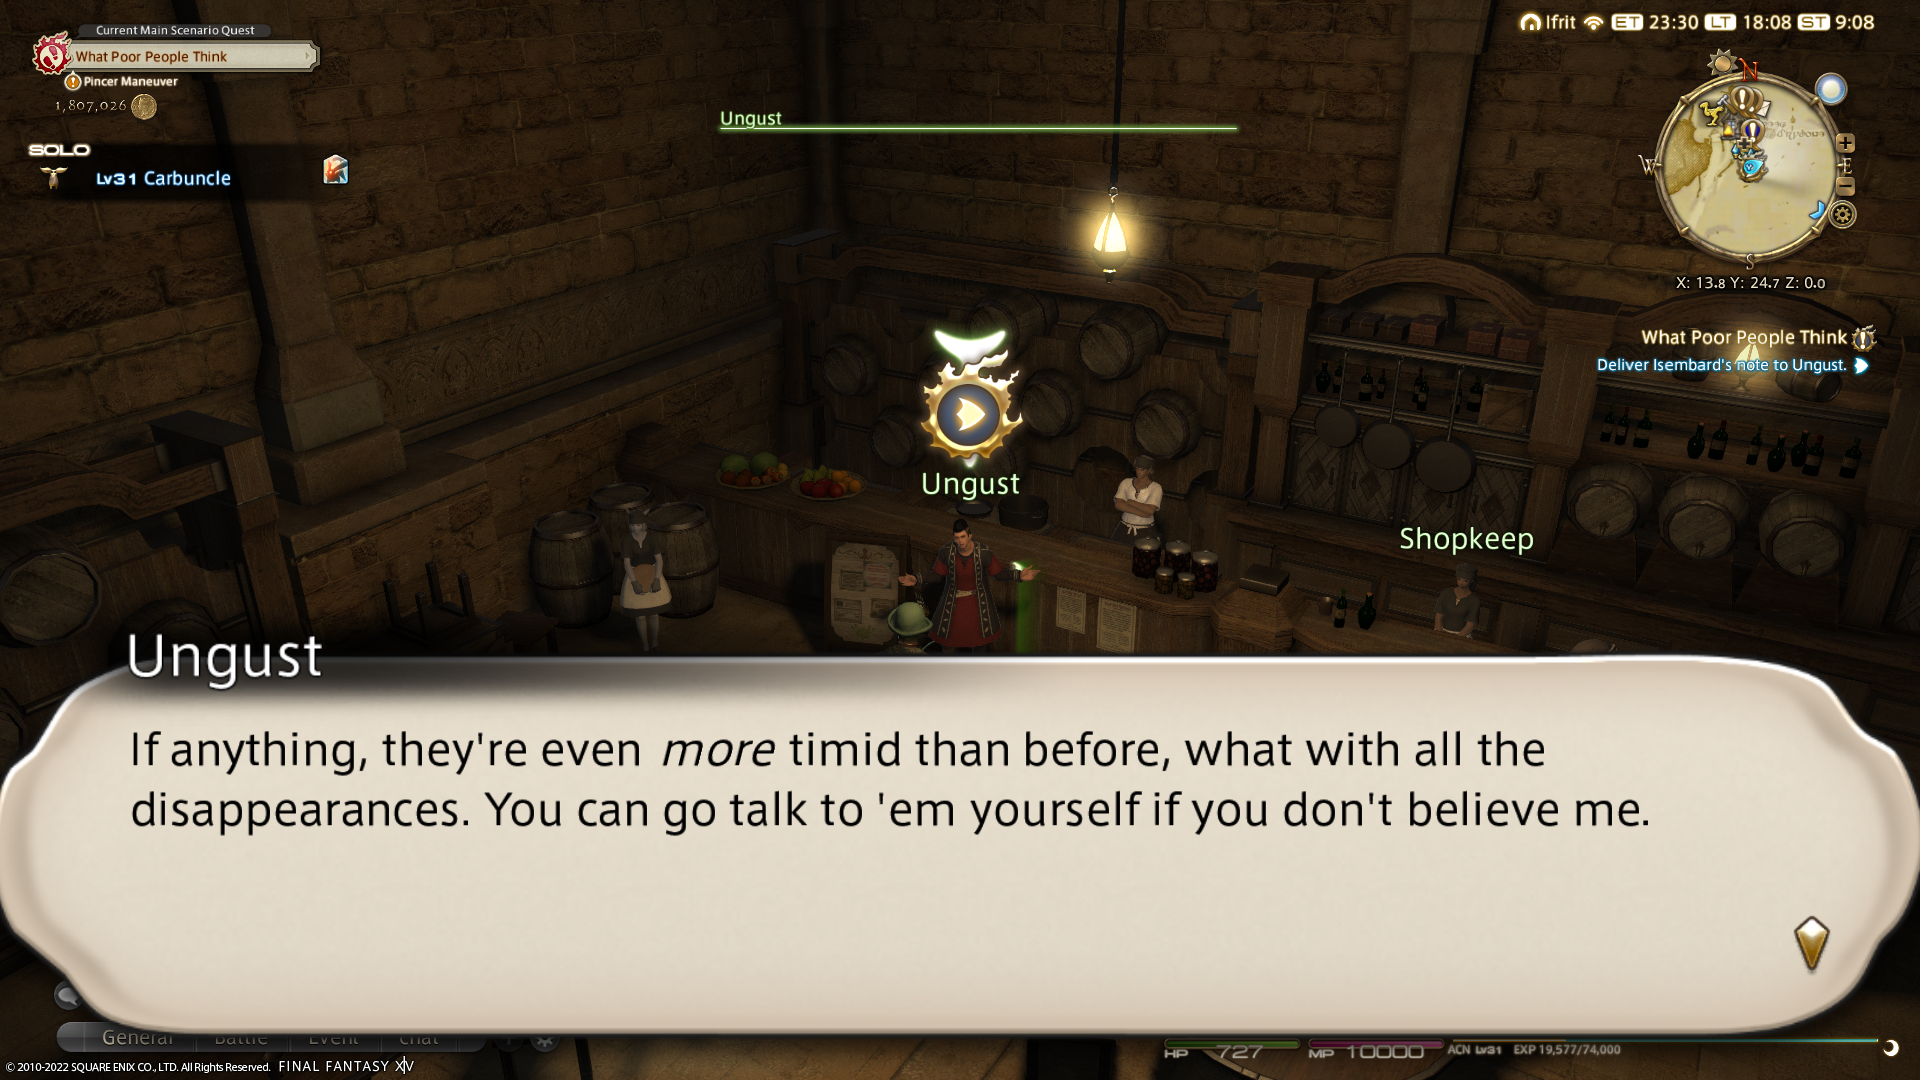 Current Main Scenario Quest
What Poor People Think
Pincer Maneuver
1,807,026
SOLO
Lv31 Carbuncle
Ungust
Ifrit ET 23:30 LT 18:08 ST 9:08
N
W
E
S
X: 13.8 Y: 24.7 Z: 0.0
What Poor People Think
Deliver Isembard's note to Ungust.
Ungust
Shopkeep
Ungust
If anything, they're even more timid than before, what with all the
disappearances. You can go talk to 'em yourself if you don't believe me.
General Battle Event Chat
HP 727 MP 10000 ACN Lv31 EXP 19,577/74,000
© 2010-2022 SQUARE ENIX CO., LTD. All Rights Reserved. FINAL FANTASY XIV